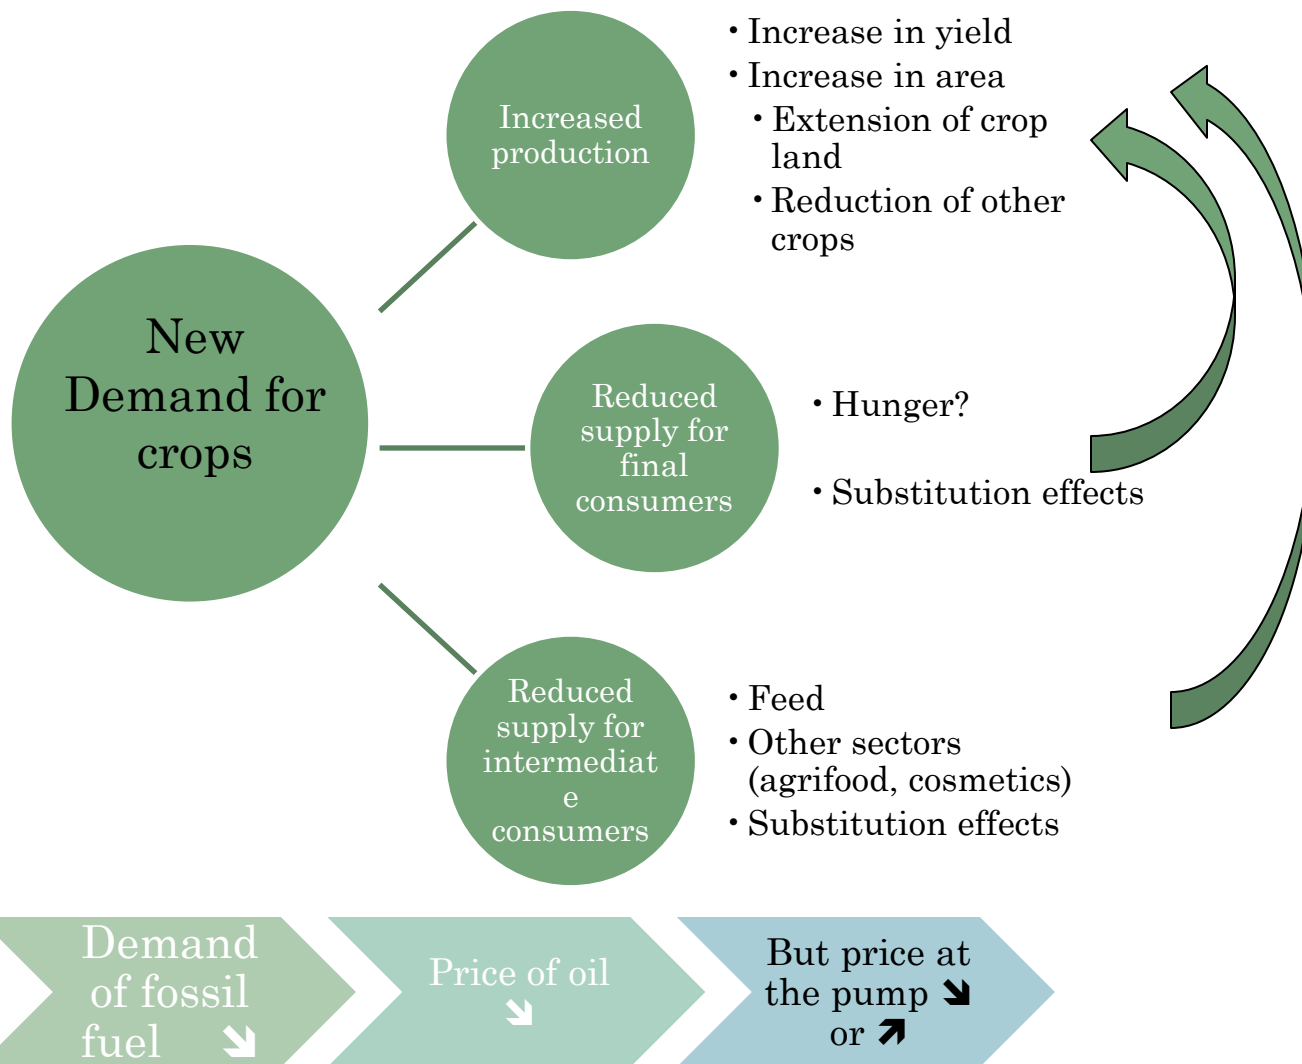 New
Demand for
crops
Increased
production
• Increase in yield
• Increase in area
• Extension of crop
land
• Reduction of other
crops
Reduced
supply for
final
consumers
• Hunger?
• Substitution effects
Reduced
supply for
intermediat
e
consumers
• Feed
• Other sectors
(agrifood, cosmetics)
• Substitution effects
Demand
of fossil
fuel 🡮
Price of oil
🡮
But price at
the pump 🡮
or 🡭